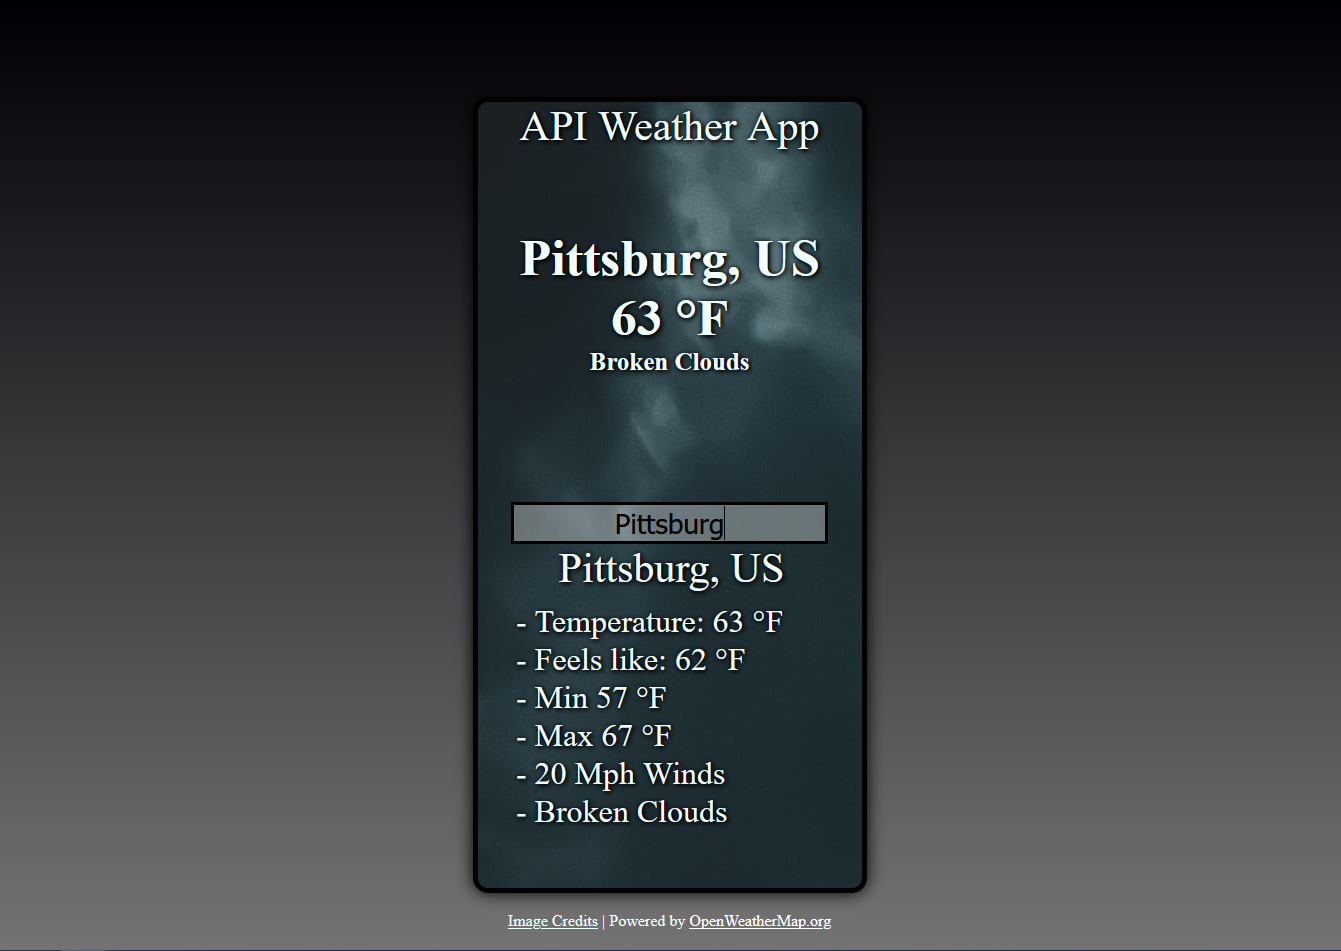 API Weather App
Pittsburg, US
63 °F
Broken Clouds
Pittsburg
Pittsburg, US
- Temperature: 63 °F
- Feels like: 62 °F
- Min 57 °F
- Max 67 °F
- 20 Mph Winds
- Broken Clouds
Image Credits | Powered by OpenWeatherMap.org